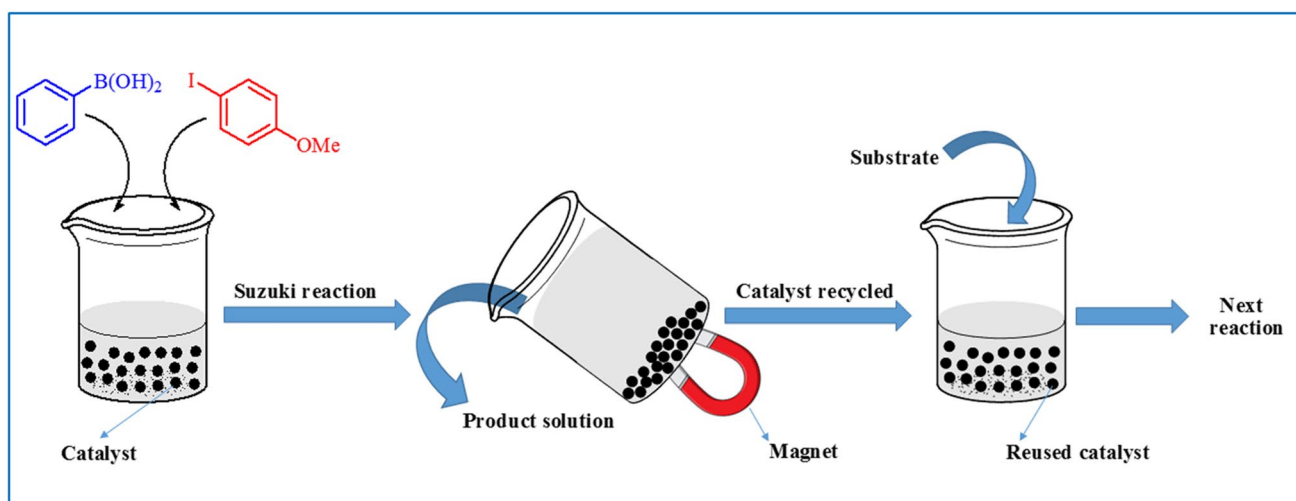 B(OH)2
I
OMe
Substrate
Suzuki reaction
Catalyst recycled
Next
reaction
Product solution
Catalyst
Magnet
Reused catalyst